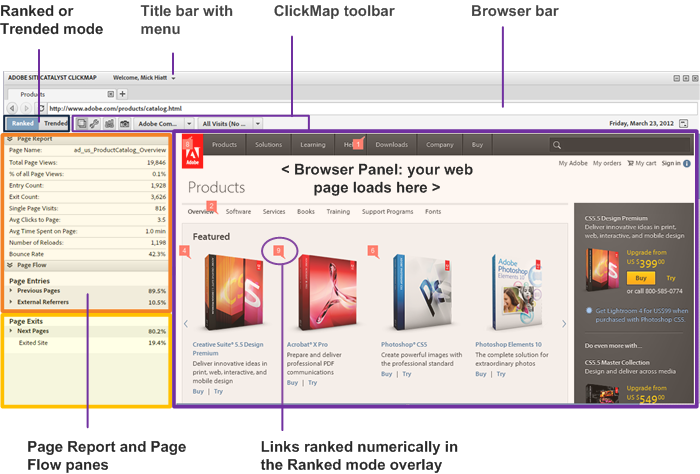 Ranked or
Trended mode
Title bar with
menu
ClickMap toolbar
Browser bar
ADOBE SITECATALYST CLICKMAP
Welcome, Mick Hiatt
Products
http://www.adobe.com/products/catalog.html
Ranked
Trended
Adobe Com...
All Visits (No ...
Friday, March 23, 2012
Page Report
Page Name: ad_us_ProductCatalog_Overview
Total Page Views: 19,846
% of all Page Views: 0.1%
Entry Count: 1,928
Exit Count: 3,626
Single Page Visits: 816
Avg Clicks to Page: 3.5
Avg Time Spent on Page: 1.0 min
Number of Reloads: 1,198
Bounce Rate 42.3%
Page Flow
Page Entries
Previous Pages 89.5%
External Referrers 10.5%
Page Exits
Next Pages 80.2%
Exited Site 19.4%
8
Adobe
Products
Solutions
Learning
1
Downloads
Company
Buy
My Adobe
My orders
My cart
Sign in
< Browser Panel: your web
page loads here >
Products
2
Overview
Software
Services
Books
Training
Support Programs
Fonts
Featured
4
9
6
Creative Suite® 5.5 Design
Premium
Deliver innovative ideas in
print, web, interactive, and
mobile design
Buy | Try
Acrobat® X Pro
Prepare and deliver
professional PDF
communications
Buy | Try
Photoshop® CS5
Create powerful images with
the professional standard
Buy | Try
Adobe
Photoshop
Elements 10
Photoshop Elements 10
The complete solution for
extraordinary photos
Buy | Try
CS5.5 Design Premium
Deliver innovative ideas in
print, web, interactive, and
mobile design
Upgrade from
US $399.00
Buy
Try
or call 800-585-0774
Get Lightroom 4 for US$99 when
purchased with Photoshop CS5.
Do even more with...
CS5.5 Master Collection
Design and deliver across media
Upgrade from
US $549.00
Page Report and Page
Flow panes
Links ranked numerically in
the Ranked mode overlay